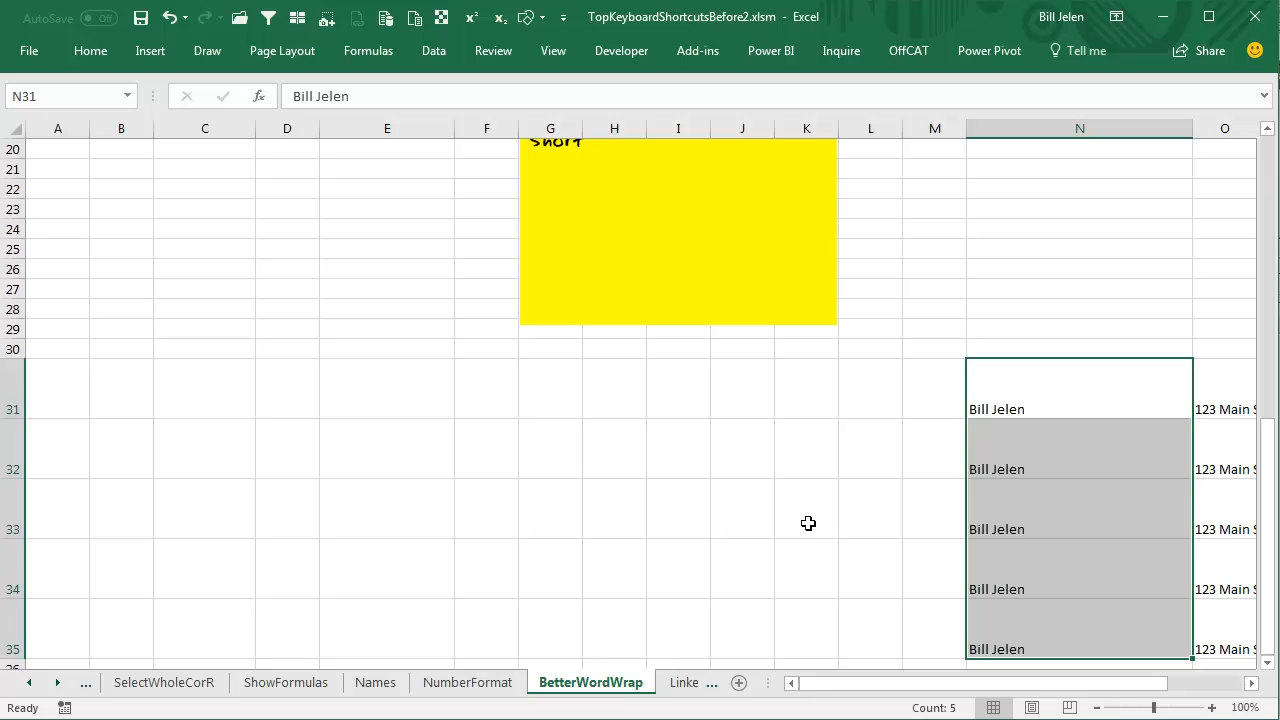 AutoSave Off TopKeyboardShortcutsBefore2.xlsm - Excel Bill Jelen
File Home Insert Draw Page Layout Formulas Data Review View Developer Add-ins Power BI Inquire OffCAT Power Pivot Tell me Share
N31 fx Bill Jelen
A B C D E F G H I J K L M N O
20 Short
21
22
23
24
25
26
27
28
29
30
31 Bill Jelen 123 Main S
32 Bill Jelen 123 Main S
33 Bill Jelen 123 Main S
34 Bill Jelen 123 Main S
35 Bill Jelen 123 Main S
... SelectWholeCorR ShowFormulas Names NumberFormat BetterWordWrap Linke ...
Ready Count: 5 100%